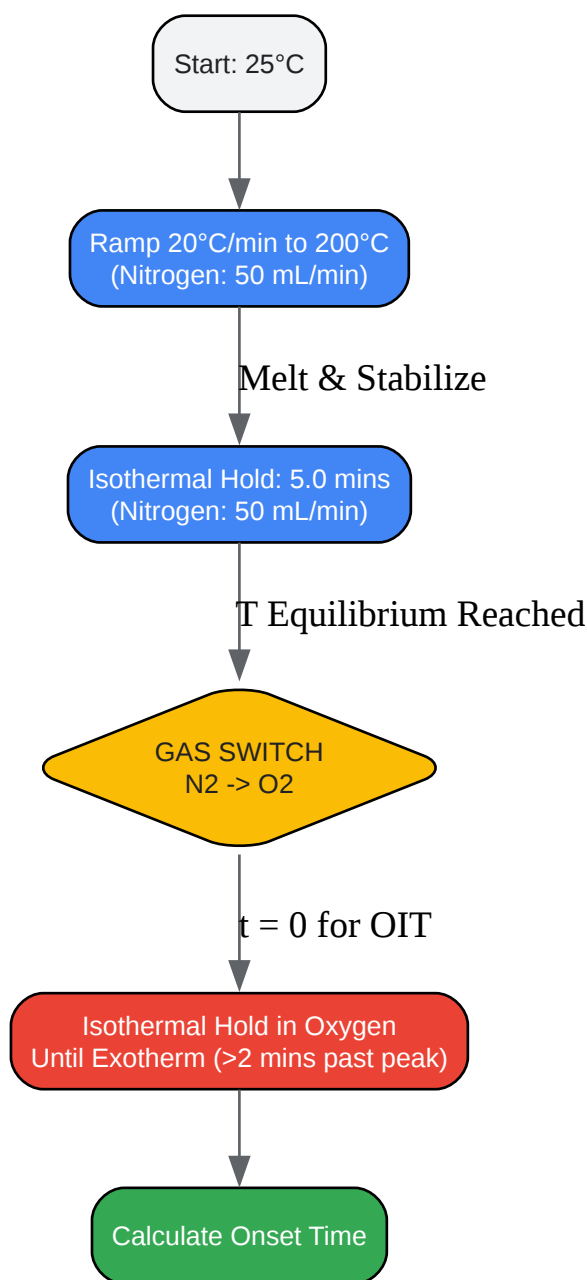 Start: 25°C
Ramp 20°C/min to 200°C
(Nitrogen: 50 mL/min)
Melt & Stabilize
Isothermal Hold: 5.0 mins
(Nitrogen: 50 mL/min)
T Equilibrium Reached
GAS SWITCH
N2 -> O2
t = 0 for OIT
Isothermal Hold in Oxygen
Until Exotherm (>2 mins past peak)
Calculate Onset Time